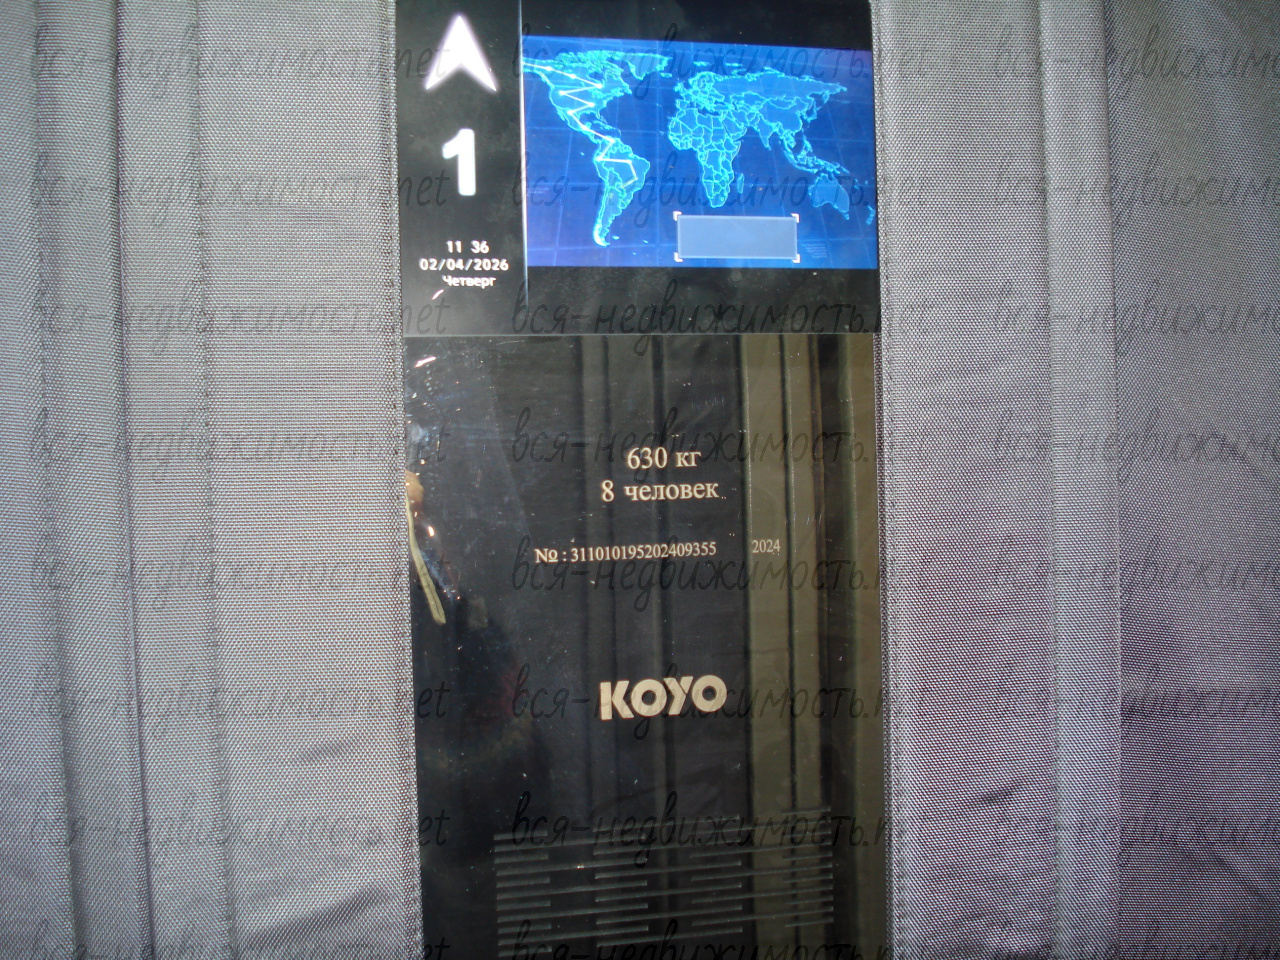 1
11 36
02/04/2026
Четверг
630 кг
8 человек
№ : 311010195202409355 2024
KOYO
вся-недвижимость.net